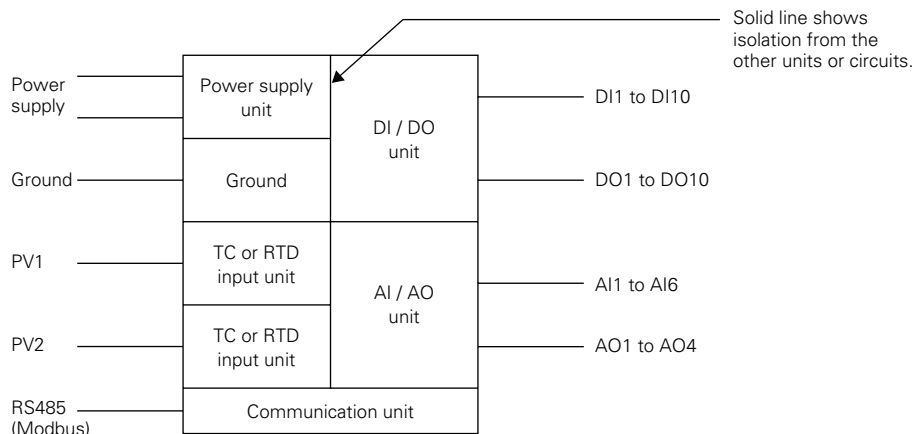 Solid line shows
isolation from the
other units or circuits.
Power
supply
Power supply
unit
DI / DO
unit
DI1 to DI10
Ground
Ground
DO1 to DO10
PV1
TC or RTD
input unit
AI / AO
unit
AI1 to AI6
PV2
TC or RTD
input unit
AO1 to AO4
RS485
(Modbus)
Communication unit